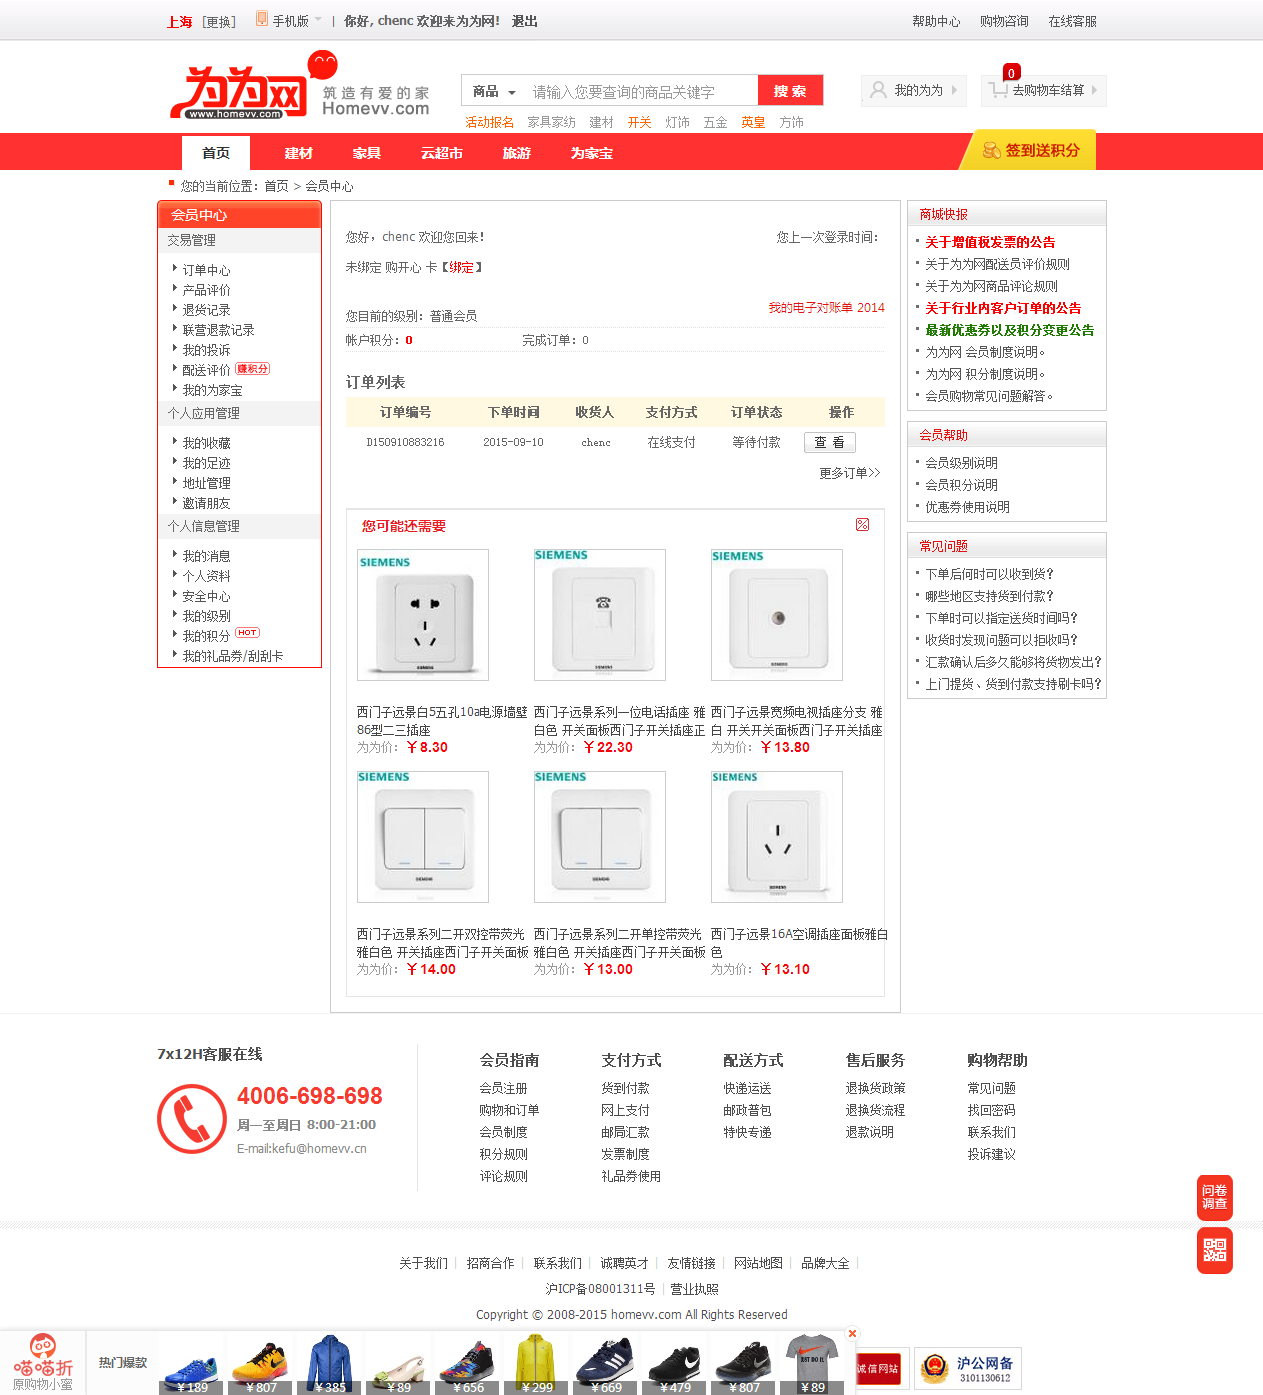 上海 [更换] 手机版 | 你好, chenc 欢迎来为为网! 退出 帮助中心 购物咨询 在线客服
为为网 www.homevv.com 筑造有爱的家 Homevv.com
商品 请输入您要查询的商品关键字 搜 索 我的为为 0 去购物车结算
活动报名 家具家纺 建材 开关 灯饰 五金 英皇 方饰
首页 建材 家具 云超市 旅游 为家宝 签到送积分
您的当前位置：首页 > 会员中心
会员中心
交易管理
订单中心
产品评价
退货记录
联营退款记录
我的投诉
配送评价 赚积分
我的为家宝
个人应用管理
我的收藏
我的足迹
地址管理
邀请朋友
个人信息管理
我的消息
个人资料
安全中心
我的级别
我的积分 HOT
我的礼品券/刮刮卡
您好，chenc 欢迎您回来！ 您上一次登录时间：
未绑定 购开心 卡【绑定】
我的电子对账单 2014
您目前的级别：普通会员
帐户积分：0 完成订单：0
订单列表
订单编号 下单时间 收货人 支付方式 订单状态 操作
D150910883216 2015-09-10 chenc 在线支付 等待付款 查 看
更多订单>>
您可能还需要
SIEMENS SIEMENS SIEMENS
西门子远景白5五孔10a电源墙壁
86型二三插座
为为价：￥8.30
西门子远景系列一位电话插座 雅
白色 开关面板西门子开关插座正
为为价：￥22.30
西门子远景宽频电视插座分支 雅
白 开关开关面板西门子开关插座
为为价：￥13.80
SIEMENS SIEMENS SIEMENS
西门子远景系列二开双控带荧光
雅白色 开关插座西门子开关面板
为为价：￥14.00
西门子远景系列二开单控带荧光
雅白色 开关插座西门子开关面板
为为价：￥13.00
西门子远景16A空调插座面板雅白
色
为为价：￥13.10
商城快报
关于增值税发票的公告
关于为为网配送员评价规则
关于为为网商品评论规则
关于行业内客户订单的公告
最新优惠券以及积分变更公告
为为网 会员制度说明。
为为网 积分制度说明。
会员购物常见问题解答。
会员帮助
会员级别说明
会员积分说明
优惠券使用说明
常见问题
下单后何时可以收到货？
哪些地区支持货到付款？
下单时可以指定送货时间吗？
收货时发现问题可以拒收吗？
汇款确认后多久能够将货物发出？
上门提货、货到付款支持刷卡吗？
7x12H客服在线
4006-698-698
周一至周日 8:00-21:00
E-mail:kefu@homevv.cn
会员指南
会员注册
购物和订单
会员制度
积分规则
评论规则
支付方式
货到付款
网上支付
邮局汇款
发票制度
礼品券使用
配送方式
快递运送
邮政普包
特快专递
售后服务
退换货政策
退换货流程
退款说明
购物帮助
常见问题
找回密码
联系我们
投诉建议
问卷
调查
关于我们 | 招商合作 | 联系我们 | 诚聘英才 | 友情链接 | 网站地图 | 品牌大全 |
沪ICP备08001311号 | 营业执照
Copyright © 2008-2015 homevv.com All Rights Reserved
喵喵折
原购物小蜜
热门爆款
￥189 ￥807 ￥385 ￥89 ￥656 ￥299 ￥669 ￥479 ￥807 ￥89
JUST DO IT
诚信网站
沪公网备
3101130612